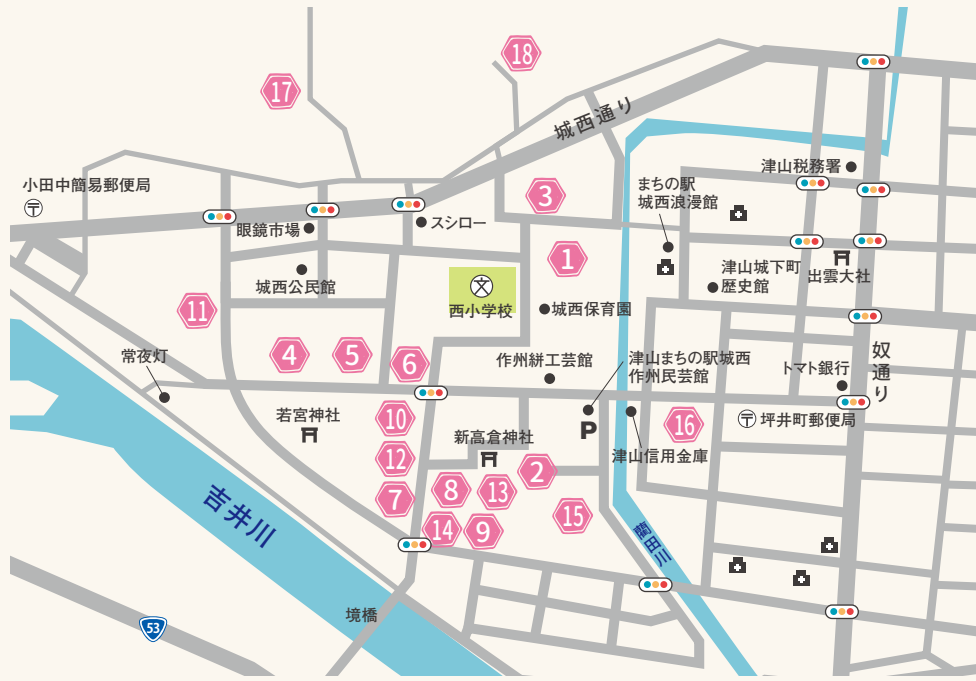 18
17
城西通り
小田中簡易郵便局
〒
眼鏡市場
スシロー
3
まちの駅
城西浪漫館
津山税務署
城西公民館
文
西小学校
1
城西保育園
津山城下町
歴史館
出雲大社
11
常夜灯
4
5
6
作州絣工芸館
津山まちの駅城西
作州民芸館
奴通り
トマト銀行
若宮神社
10
新高倉神社
P
16
〒坪井町郵便局
津山信用金庫
12
7
8
13
2
14
9
15
吉井川
藺田川
境橋
53